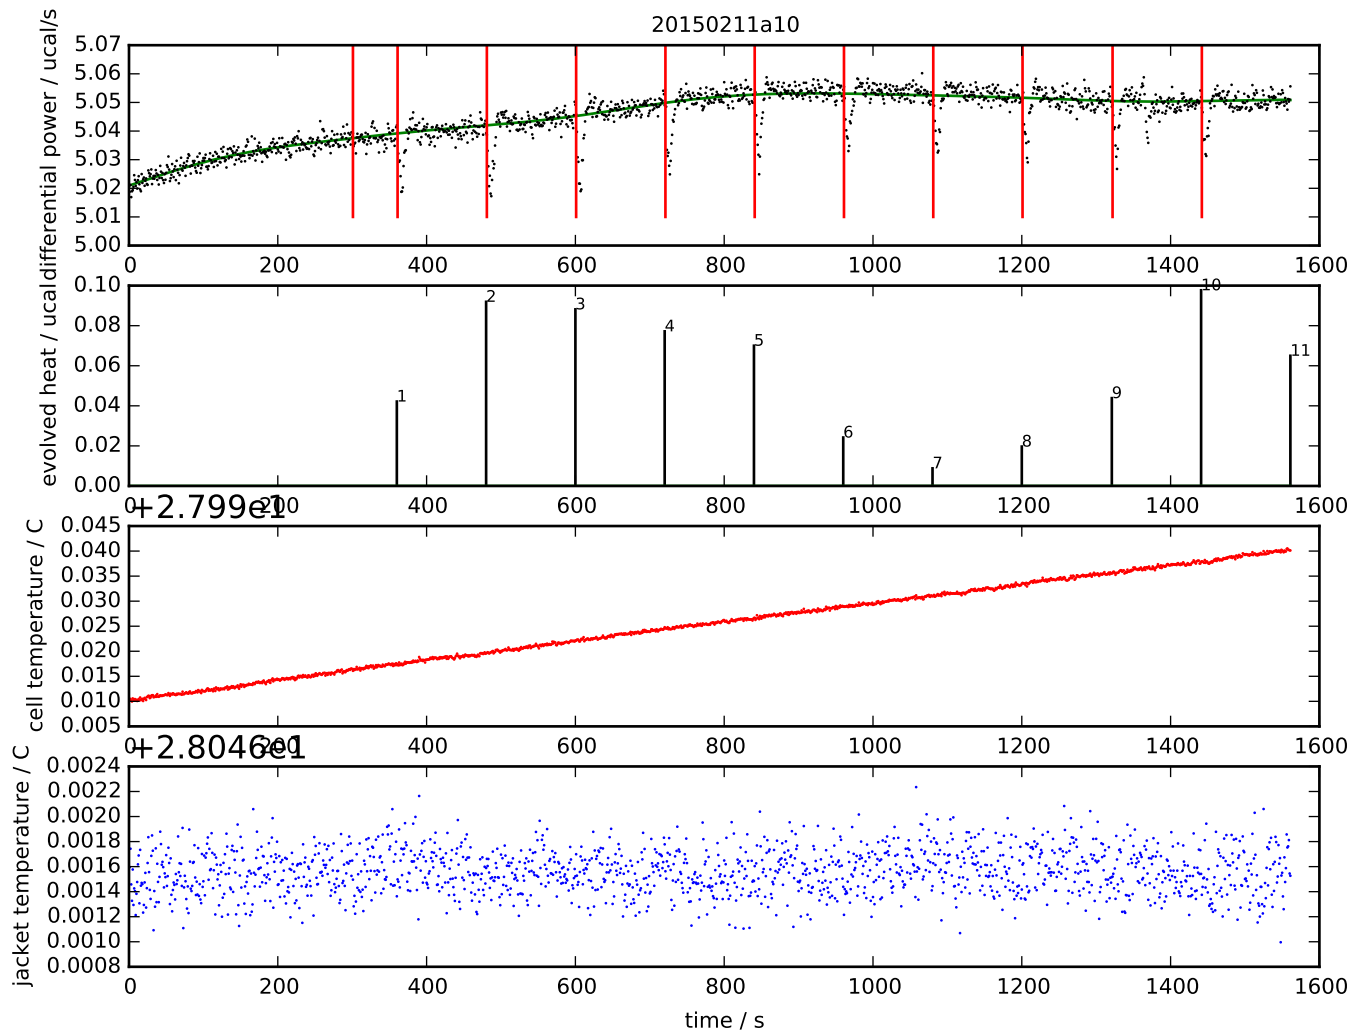 20150211a10
differential power / ucal/s
5.07
5.06
5.05
5.04
5.03
5.02
5.01
5.00
0 200 400 600 800 1000 1200 1400 1600
evolved heat / ucal
0.10
0.08
0.06
0.04
0.02
0.00
1 2 3 4 5 6 7 8 9 10 11
0 200 400 600 800 1000 1200 1400 1600
+2.799e1
cell temperature / C
0.045
0.040
0.035
0.030
0.025
0.020
0.015
0.010
0.005
0 200 400 600 800 1000 1200 1400 1600
+2.8046e1
jacket temperature / C
0.0024
0.0022
0.0020
0.0018
0.0016
0.0014
0.0012
0.0010
0.0008
0 200 400 600 800 1000 1200 1400 1600
time / s